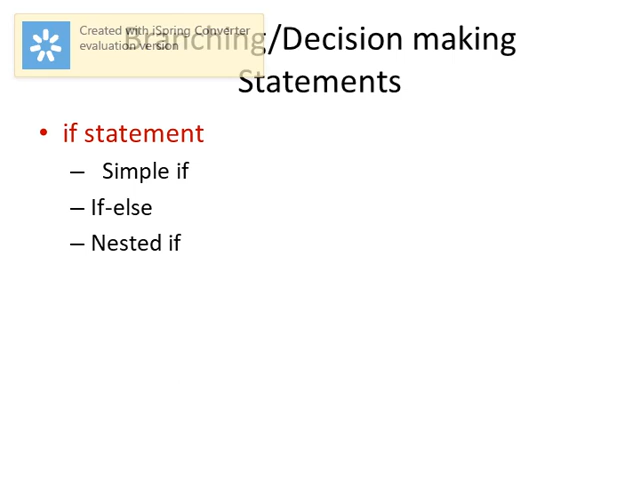 Created with iSpring Converter
evaluation version
Branching/Decision making
Statements
• if statement
– Simple if
– If-else
– Nested if